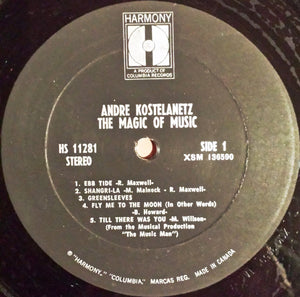 HARMONY
H
A PRODUCT OF
COLUMBIA RECORDS
ANDRE KOSTELANETZ
THE MAGIC OF MUSIC
HS 11281
STEREO
SIDE 1
XSM 136590
1. EBB TIDE -R. Maxwell-
2. SHANGRI-LA -M. Malneck - R. Maxwell-
3. GREENSLEEVES
4. FLY ME TO THE MOON (In Other Words)
-B. Howard-
5. TILL THERE WAS YOU -M. Willson-
(From the Musical Production
"The Music Man")
® "HARMONY," "COLUMBIA," MARCAS REG. MADE IN CANADA